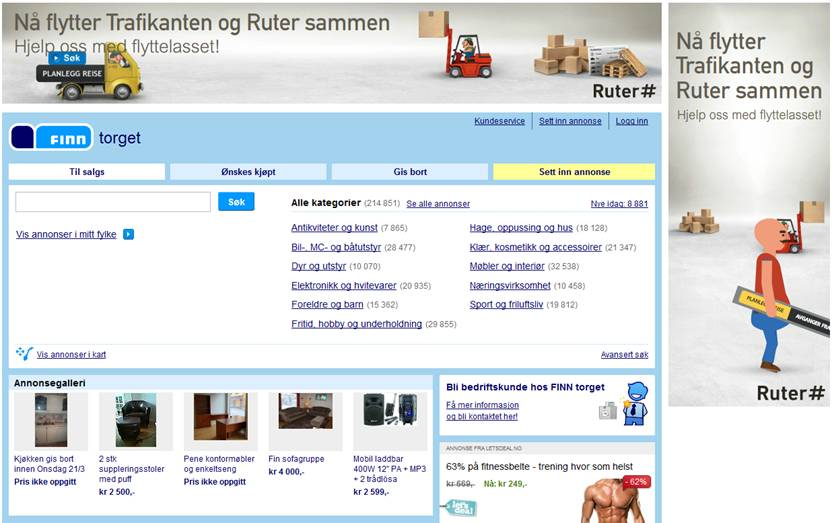 Nå flytter Trafikanten og Ruter sammen
Hjelp oss med flyttelasset!
Søk
PLANLEGG REISE
Ruter#
Nå flytter
Trafikanten og
Ruter sammen
Hjelp oss med flyttelasset!
PLANLEGG REISE
AVGANGER FRA
Ruter#
Kundeservice
Sett inn annonse
Logg inn
FINN torget
Til salgs
Ønskes kjøpt
Gis bort
Sett inn annonse
Søk
Vis annonser i mitt fylke
Alle kategorier (214 851) Se alle annonser
Nye idag: 8 881
Antikviteter og kunst (7 865)
Bil-, MC- og båtutstyr (28 477)
Dyr og utstyr (10 070)
Elektronikk og hvitevarer (20 935)
Foreldre og barn (15 362)
Fritid, hobby og underholdning (29 855)
Hage, oppussing og hus (18 128)
Klær, kosmetikk og accessoirer (21 347)
Møbler og interiør (32 538)
Næringsvirksomhet (10 458)
Sport og friluftsliv (19 812)
Vis annonser i kart
Avansert søk
Annonsegalleri
Kjøkken gis bort
innen Onsdag 21/3
Pris ikke oppgitt
2 stk
suppleringsstoler
med puff
kr 2 500,-
Pene kontormøbler
og enkeltseng
Pris ikke oppgitt
Fin sofagruppe
kr 4 000,-
Mobil laddbar
400W 12" PA + MP3
+ 2 trådlösa
kr 2 599,-
Bli bedriftskunde hos FINN torget
Få mer informasjon
og bli kontaktet her!
ANNONSE FRA LETSDEAL.NO
63% på fitnessbelte - trening hvor som helst
kr 669,- Nå: kr 249,-
- 62%
let's
deal